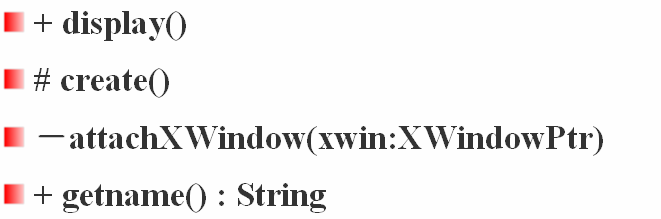 + display()
# create()
－attachXWindow(xwin:XWindowPtr)
+ getname() : String